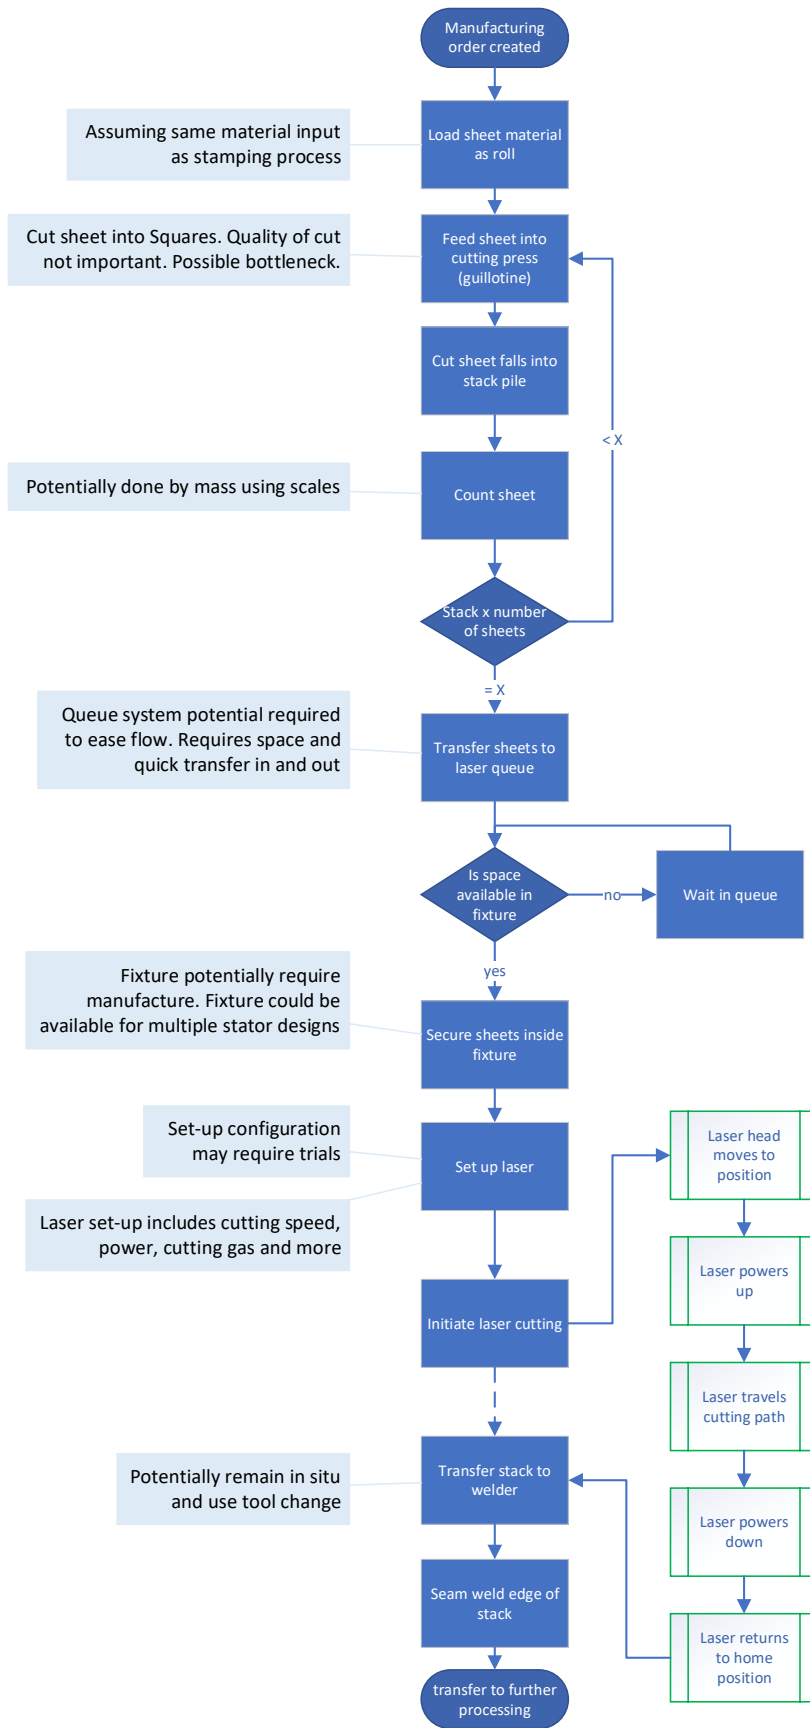 Manufacturing
order created
Assuming same material input
as stamping process
Load sheet material
as roll
Cut sheet into Squares. Quality of cut
not important. Possible bottleneck.
Feed sheet into
cutting press
(guillotine)
Cut sheet falls into
stack pile
< X
Potentially done by mass using scales
Count sheet
Stack x number
of sheets
= X
Queue system potential required
to ease flow. Requires space and
quick transfer in and out
Transfer sheets to
laser queue
Is space
available in
fixture
no
Wait in queue
yes
Fixture potentially require
manufacture. Fixture could be
available for multiple stator designs
Secure sheets inside
fixture
Set-up configuration
may require trials
Laser set-up includes cutting speed,
power, cutting gas and more
Set up laser
Initiate laser cutting
Laser head
moves to
position
Laser powers
up
Laser travels
cutting path
Laser powers
down
Laser returns
to home
position
Potentially remain in situ
and use tool change
Transfer stack to
welder
Seam weld edge of
stack
transfer to further
processing